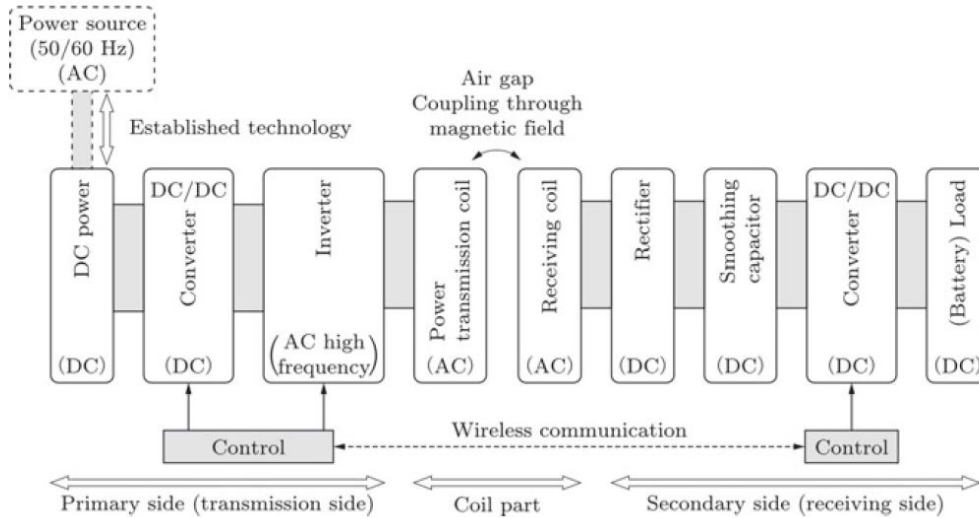 Power source
(50/60 Hz)
(AC)
Established technology
Air gap
Coupling through
magnetic field
DC power
(DC)
DC/DC
Converter
(DC)
Inverter
(AC high
frequency)
Power
transmission coil
(AC)
Receiving coil
(AC)
Rectifier
(DC)
Smoothing
capacitor
(DC)
DC/DC
Converter
(DC)
(Battery) Load
(DC)
Control
Wireless communication
Control
Primary side (transmission side)
Coil part
Secondary side (receiving side)